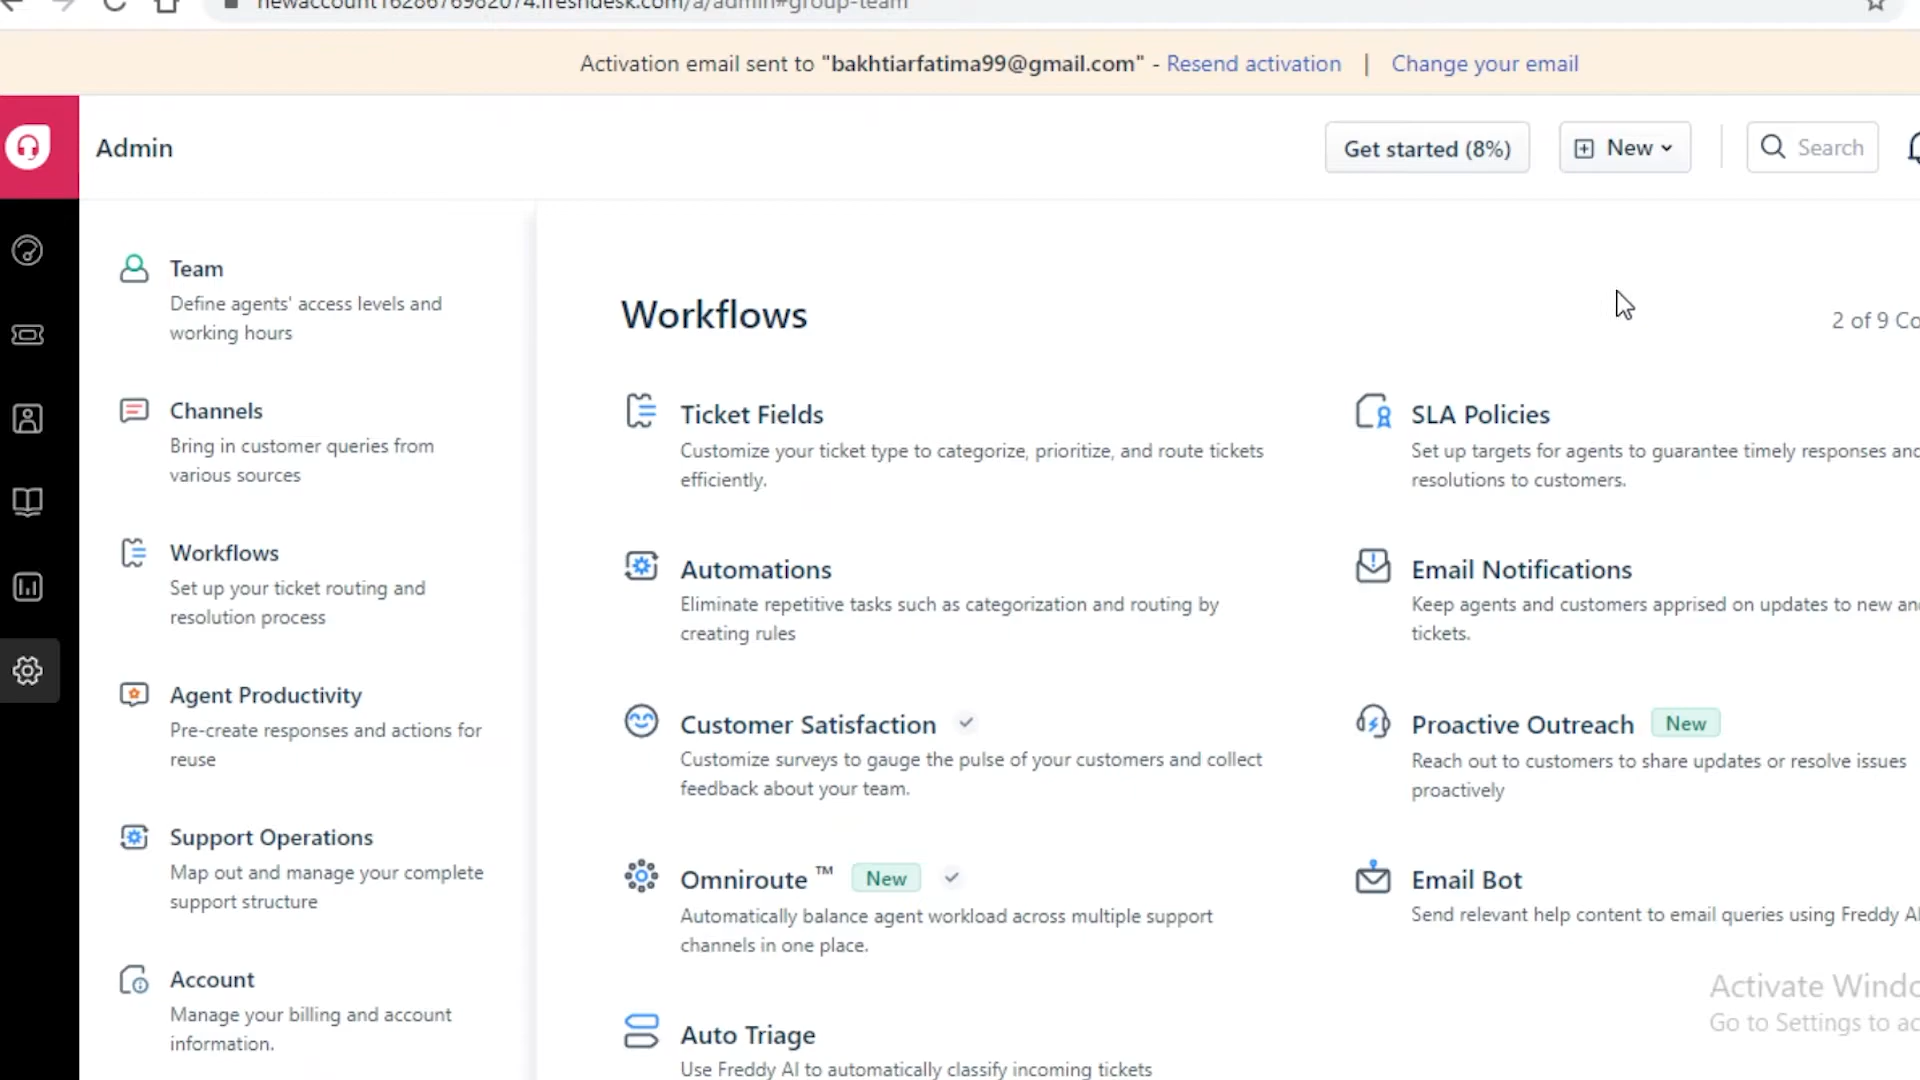 Activation email sent to "bakhtiarfatima99@gmail.com" - Resend activation | Change your email
Admin
Get started (8%)
New
Search
Team
Define agents' access levels and
working hours
Channels
Bring in customer queries from
various sources
Workflows
Set up your ticket routing and
resolution process
Agent Productivity
Pre-create responses and actions for
reuse
Support Operations
Map out and manage your complete
support structure
Account
Manage your billing and account
information.
Workflows
2 of 9 Co
Ticket Fields
Customize your ticket type to categorize, prioritize, and route tickets
efficiently.
SLA Policies
Set up targets for agents to guarantee timely responses and
resolutions to customers.
Automations
Eliminate repetitive tasks such as categorization and routing by
creating rules
Email Notifications
Keep agents and customers apprised on updates to new an
tickets.
Customer Satisfaction
Customize surveys to gauge the pulse of your customers and collect
feedback about your team.
Proactive Outreach New
Reach out to customers to share updates or resolve issues
proactively
Omniroute ™ New
Automatically balance agent workload across multiple support
channels in one place.
Email Bot
Send relevant help content to email queries using Freddy AI
Auto Triage
Use Freddy AI to automatically classify incoming tickets
Activate Windo
Go to Settings to ac